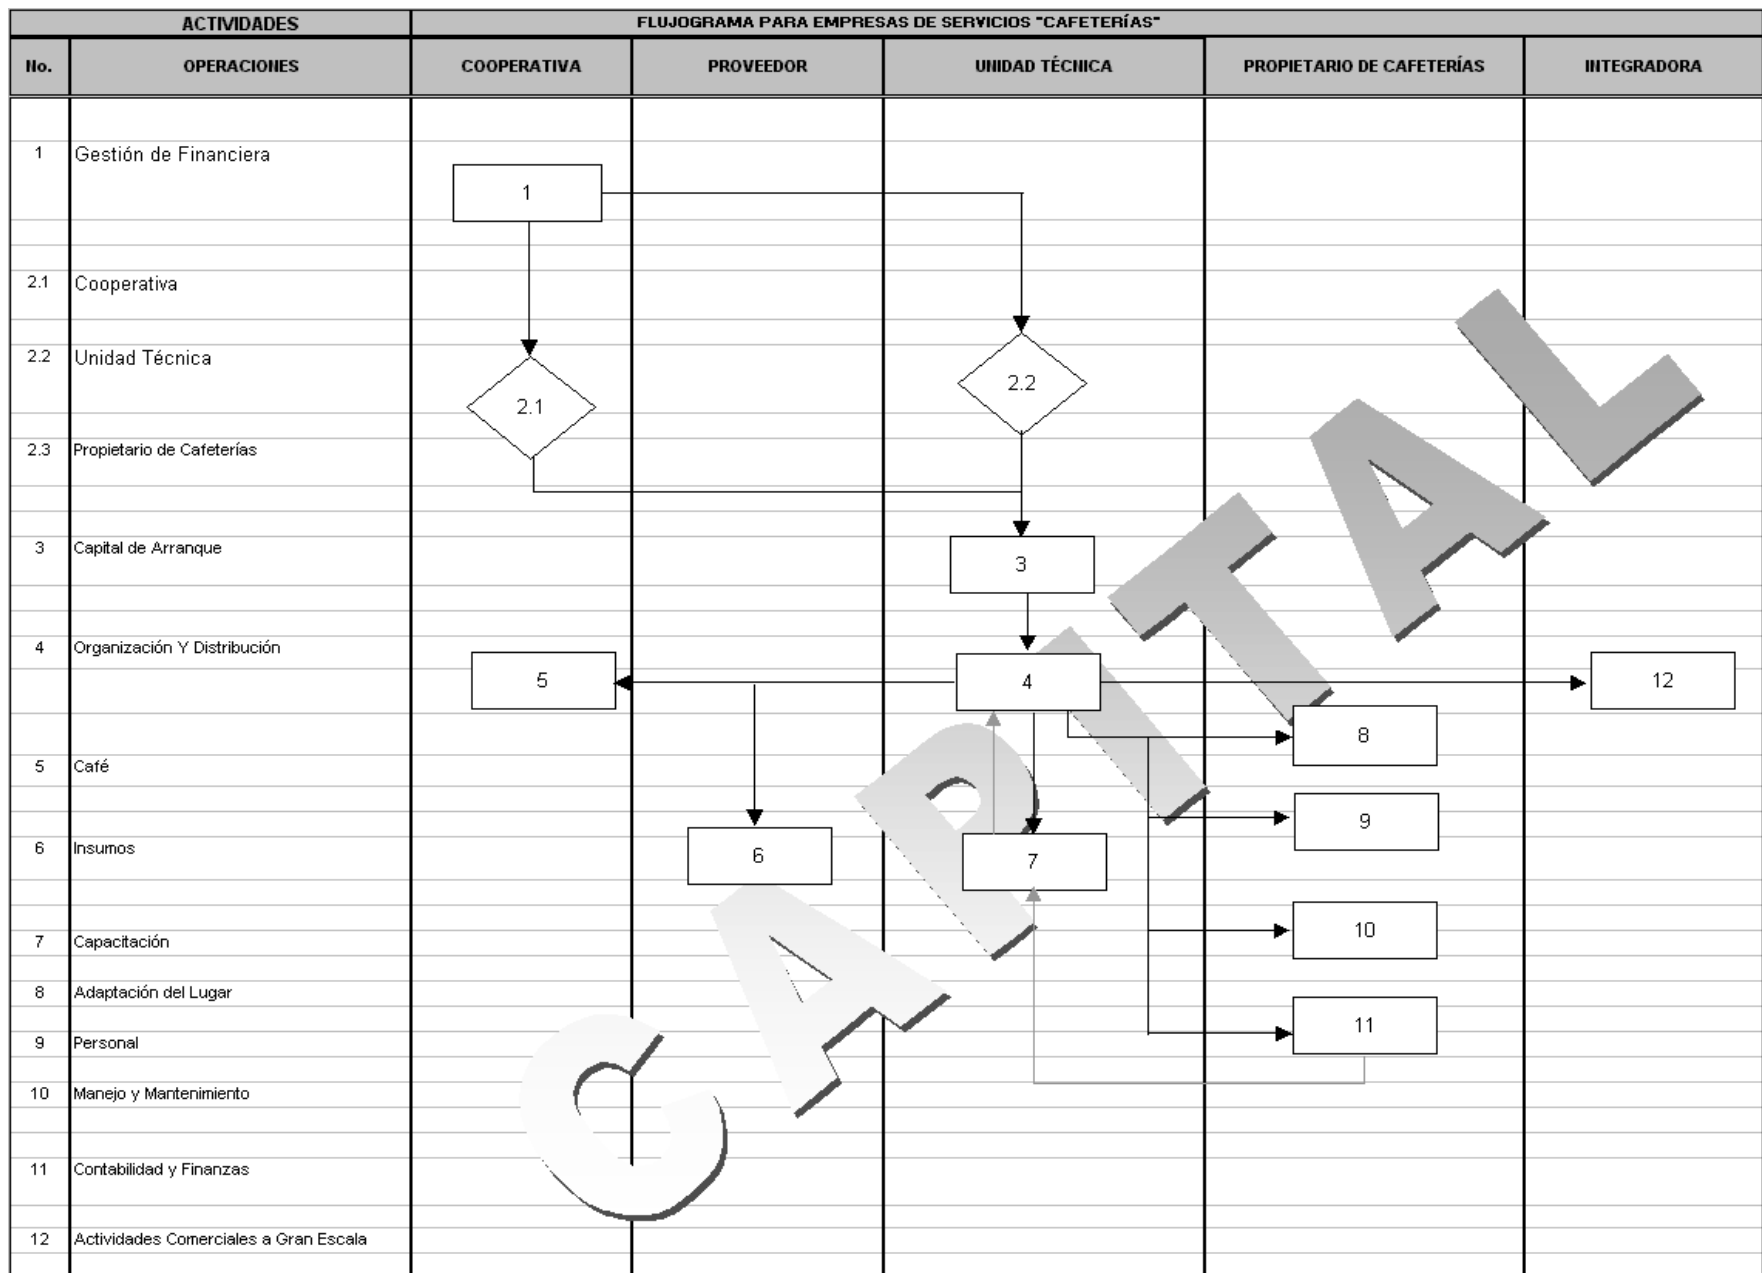 ACTIVIDADES
FLUJOGRAMA PARA EMPRESAS DE SERVICIOS "CAFETERÍAS"
No.
OPERACIONES
COOPERATIVA
PROVEEDOR
UNIDAD TÉCNICA
PROPIETARIO DE CAFETERÍAS
INTEGRADORA
1 Gestión de Financiera
1
2.1 Cooperativa
2.2 Unidad Técnica
2.2
2.1
2.3 Propietario de Cafeterías
3 Capital de Arranque
3
4 Organización Y Distribución
5
4
12
8
5 Café
9
6 Insumos
6
7
10
7 Capacitación
8 Adaptación del Lugar
11
9 Personal
10 Manejo y Mantenimiento
11 Contabilidad y Finanzas
12 Actividades Comerciales a Gran Escala
CAPITAL